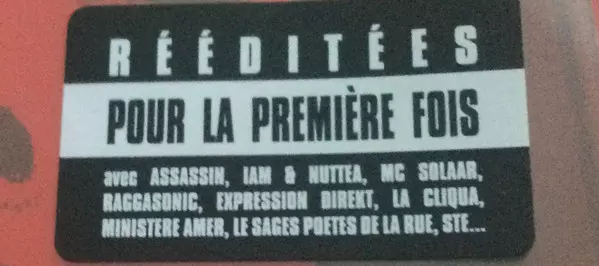 RÉÉDITÉES
POUR LA PREMIÈRE FOIS
avec ASSASSIN, IAM & NUTTEA, MC SOLAAR,
RAGGASONIC, EXPRESSION DIREKT, LA CLIQUA,
MINISTERE AMER, LE SAGES POETES DE LA RUE, STE...